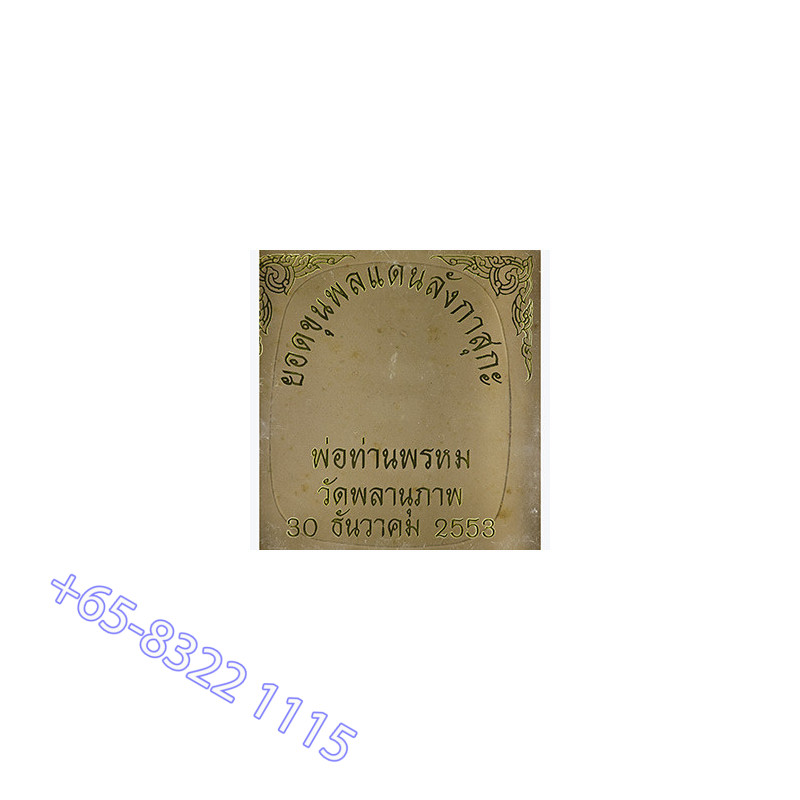 ยอดขุนพลแดนลังกาสุกะ
พ่อท่านพรหม
วัดพลานุภาพ
30 ธันวาคม 2553
+65-8322 1115